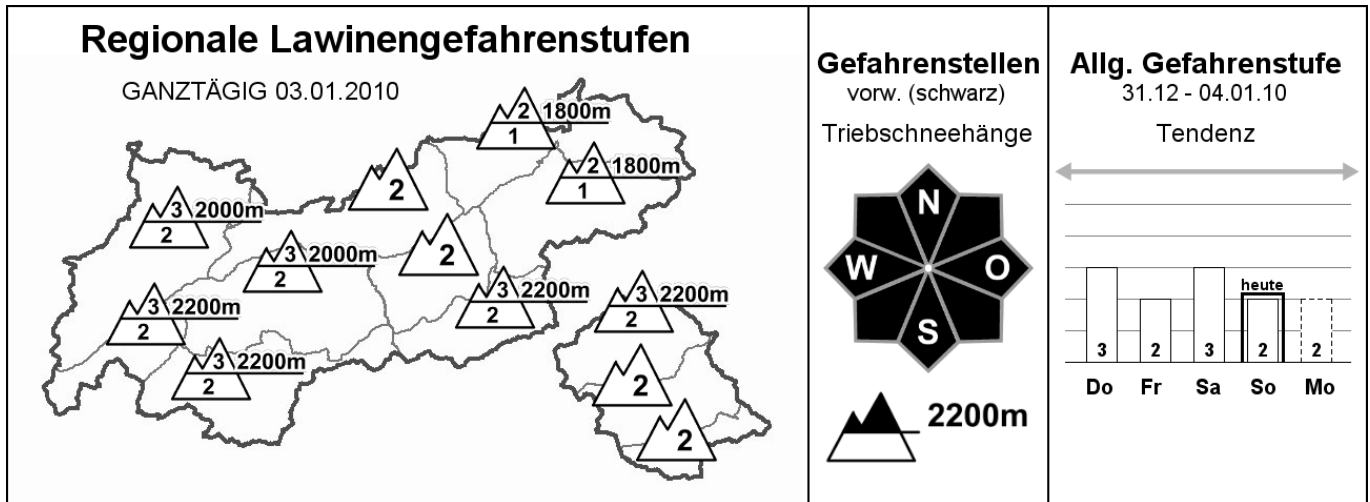 Regionale Lawinengefahrenstufen
GANZTÄGIG 03.01.2010
2 1800m
1
2 1800m
1
2
3 2000m
2
2
3 2000m
2
3 2200m
2
3 2200m
2
3 2200m
2
3 2200m
2
2
2
Gefahrenstellen
vorw. (schwarz)
Triebschneehänge
N
W O
S
2200m
Allg. Gefahrenstufe
31.12 - 04.01.10
Tendenz
heute
3 2 3 2 2
Do Fr Sa So Mo